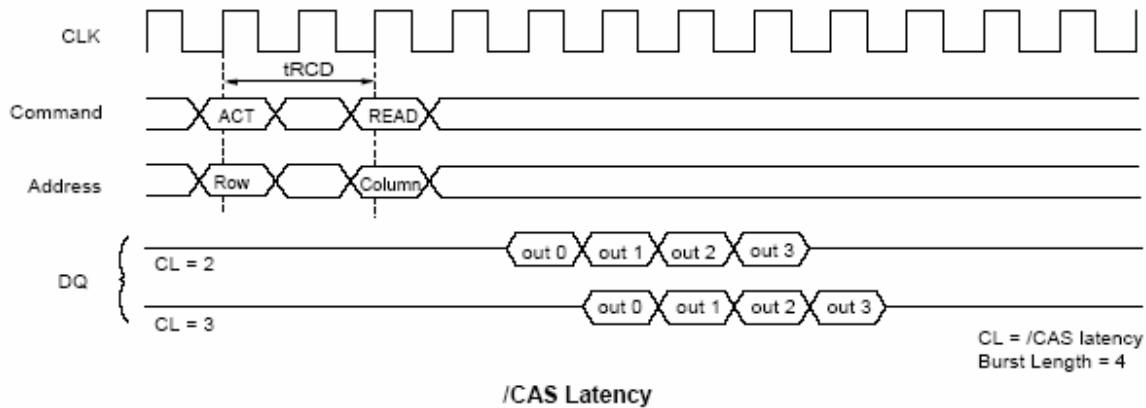 CLK
tRCD
Command ACT READ
Address Row Column
DQ
CL = 2 out 0 out 1 out 2 out 3
CL = 3 out 0 out 1 out 2 out 3
CL = /CAS latency
Burst Length = 4
/CAS Latency